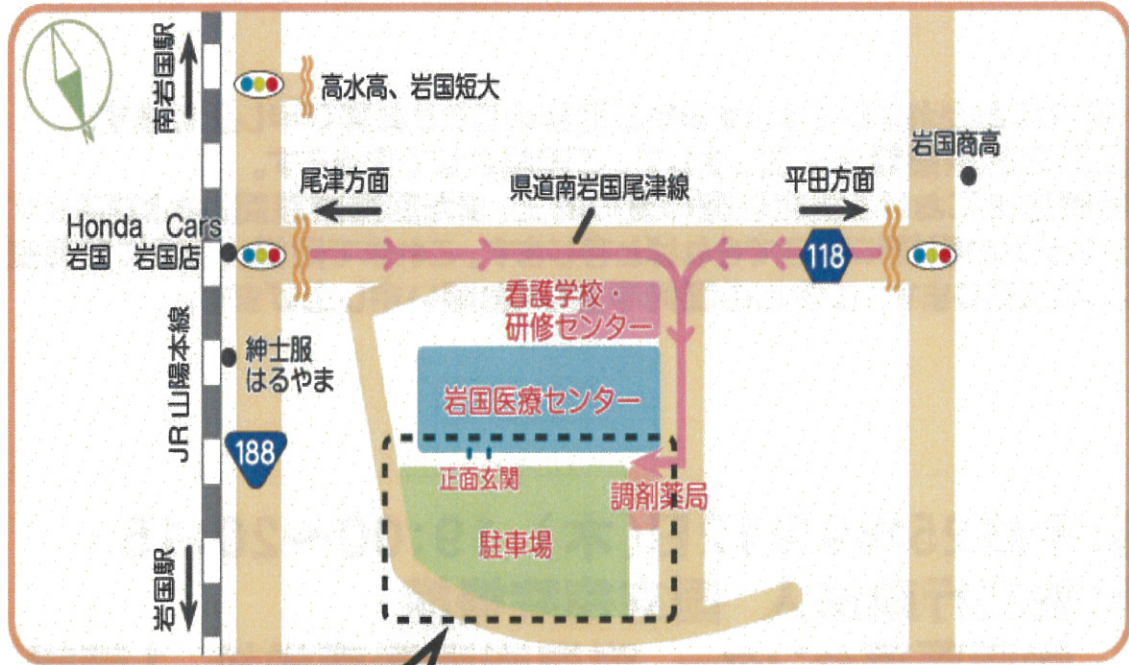 南岩国駅
高水高、岩国短大
岩国商高
尾津方面
県道南岩国尾津線
平田方面
Honda Cars
岩国 岩国店
118
看護学校・
研修センター
紳士服
はるやま
JR山陽本線
岩国医療センター
188
正面玄関
調剤薬局
駐車場
岩国駅